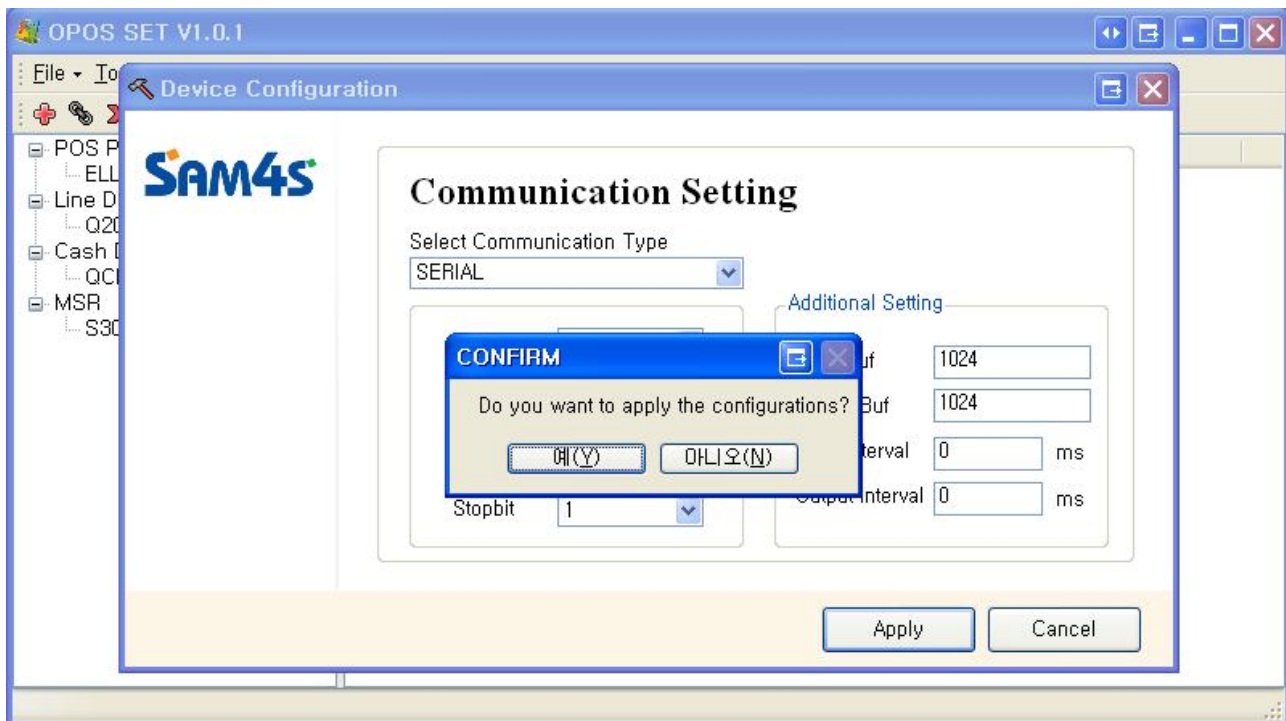 OPOS SET V1.0.1
File
Device Configuration
POS P
ELL
Line D
Q20
Cash D
QCI
MSR
S30
SAM4S
Communication Setting
Select Communication Type
SERIAL
Additional Setting
1024
Buf 1024
0 ms
Output Interval 0 ms
Stopbit 1
CONFIRM
Do you want to apply the configurations?
예(Y) 아니오(N)
Apply Cancel